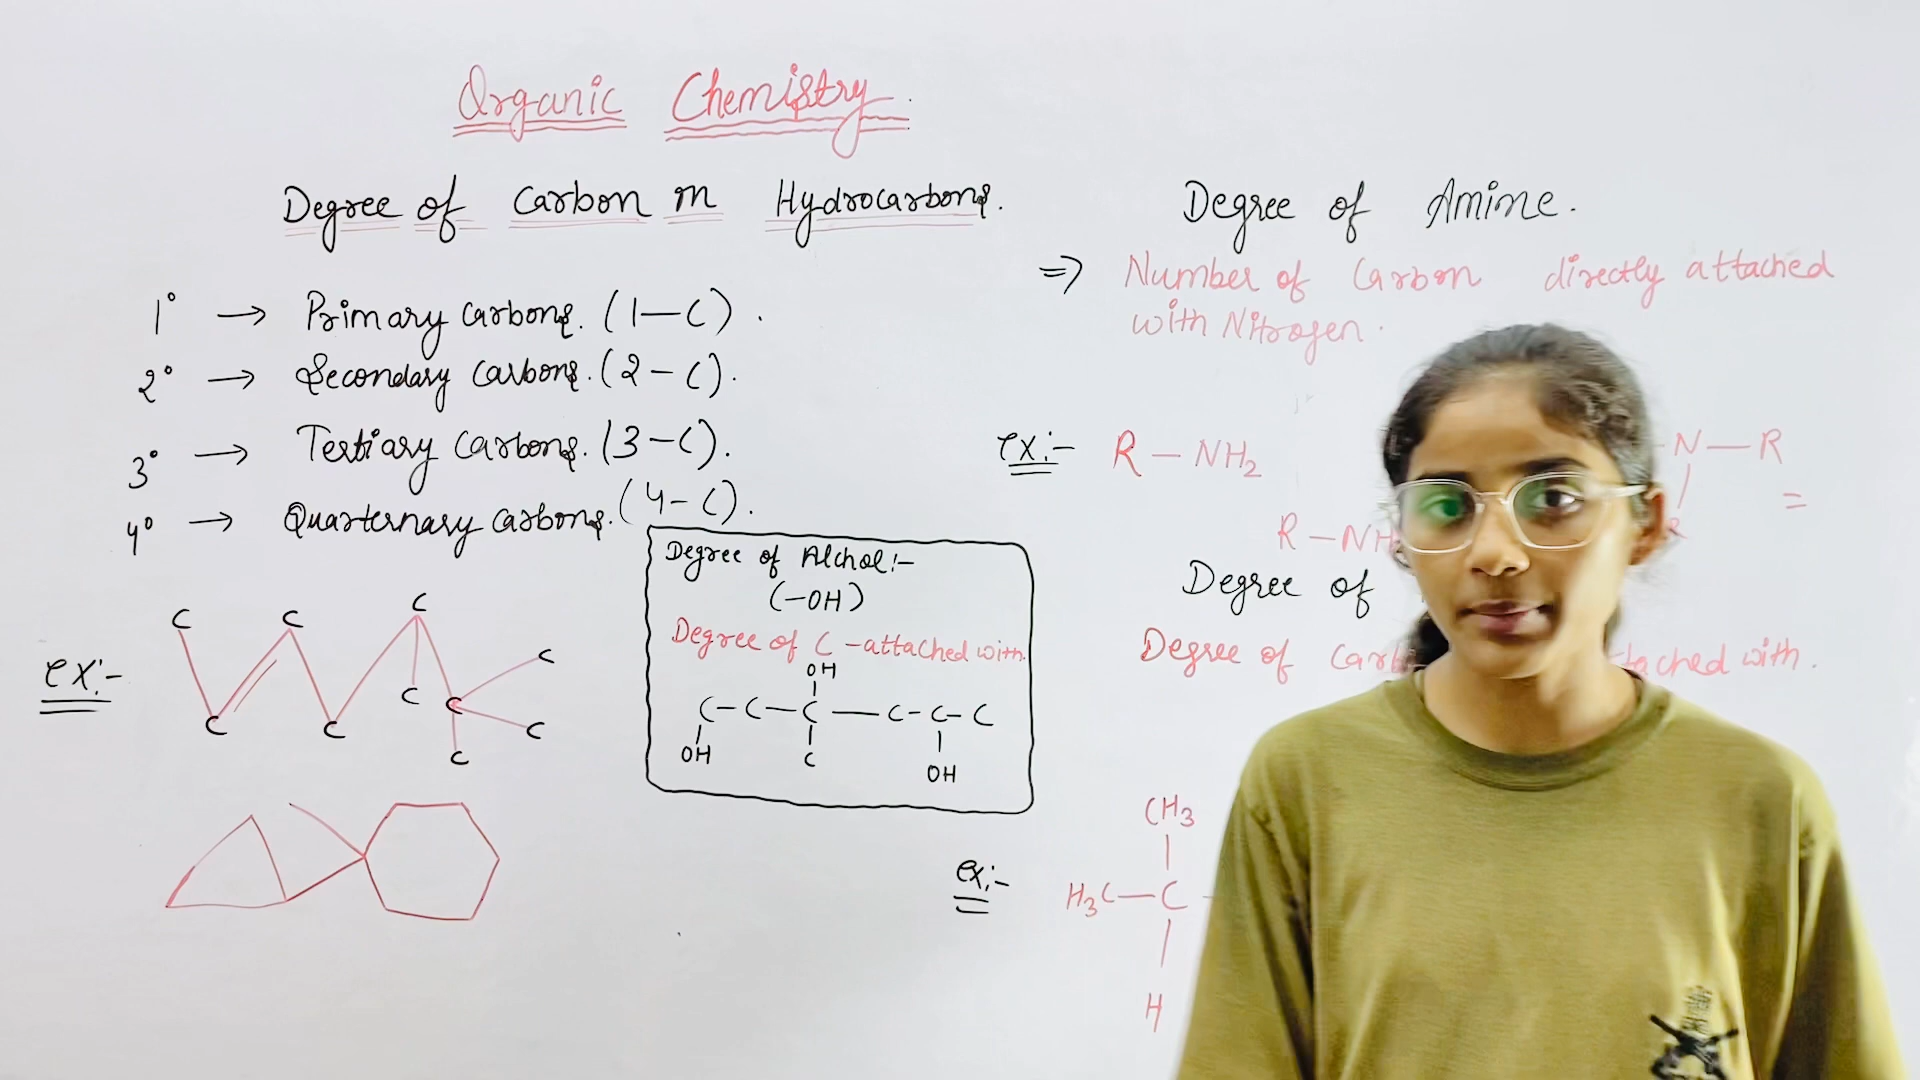 Organic Chemistry.
Degree of Carbon in Hydrocarbons.
1° → Primary Carbons. (1-C).
2° → Secondary Carbons. (2-C).
3° → Tertiary Carbons. (3-C).
4° → Quarternary Carbons. (4-C).
ex:-
C C C
C C C C C
C C
C
Degree of Alchol:-
(-OH)
Degree of C - attached with.
OH
C-C-C-C-C-C
OH C
OH
Degree of Amine.
⇒ Number of Carbon directly attached
with Nitrogen.
ex:- R-NH2
N-R
R-NH
R =
Degree of
Degree of attached with.
ex:-
CH3
H3C-C-
H